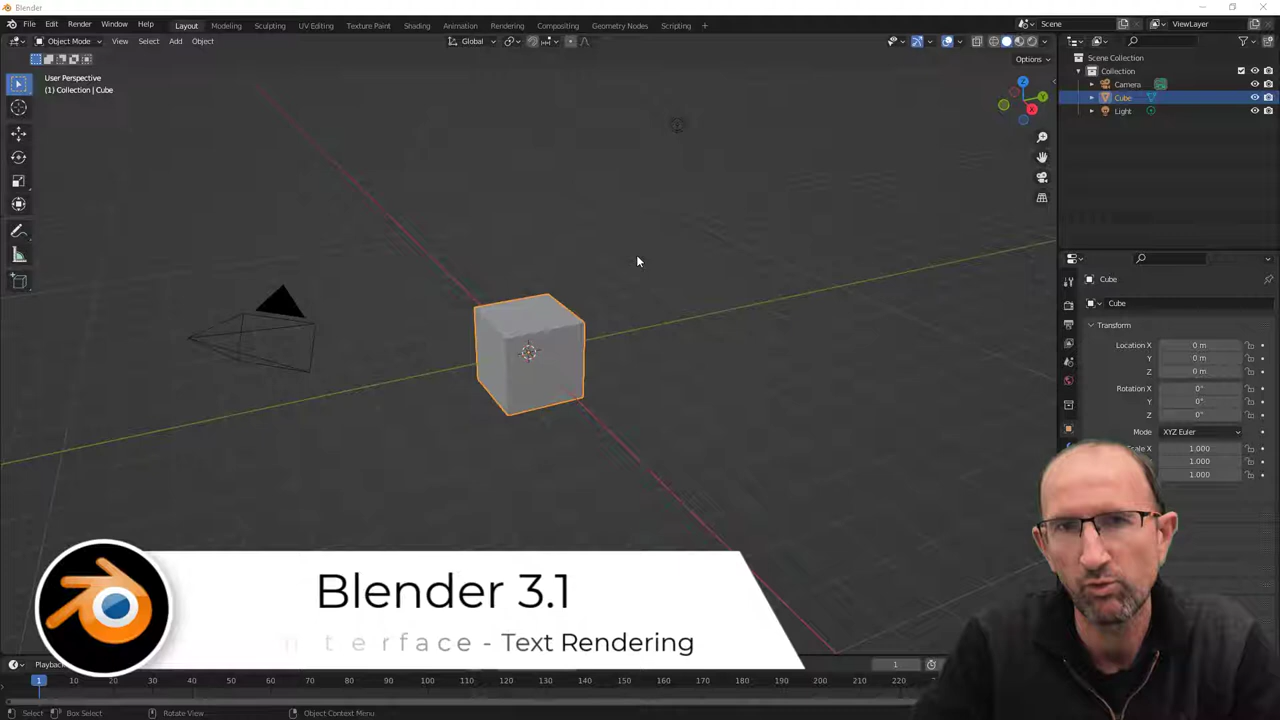 Blender
File Edit Render Window Help Layout Modeling Sculpting UV Editing Texture Paint Shading Animation Rendering Compositing Geometry Nodes Scripting + Scene ViewLayer
Object Mode View Select Add Object Global
Options
User Perspective
(1) Collection | Cube
Z
Y
X
Scene Collection
Collection
Camera
Cube
Light
Cube
Cube
Transform
Location X 0 m
Y 0 m
Z 0 m
Rotation X 0°
Y 0°
Z 0°
Mode XYZ Euler
Scale X 1.000
1.000
1.000
Blender 3.1
n t e r f a c e - Text Rendering
Playback
1
1 10 20 30 40 50 60 70 80 90 100 110 120 130 140 150 160 170 180 190 200 210 220
Select Box Select Rotate View Object Context Menu